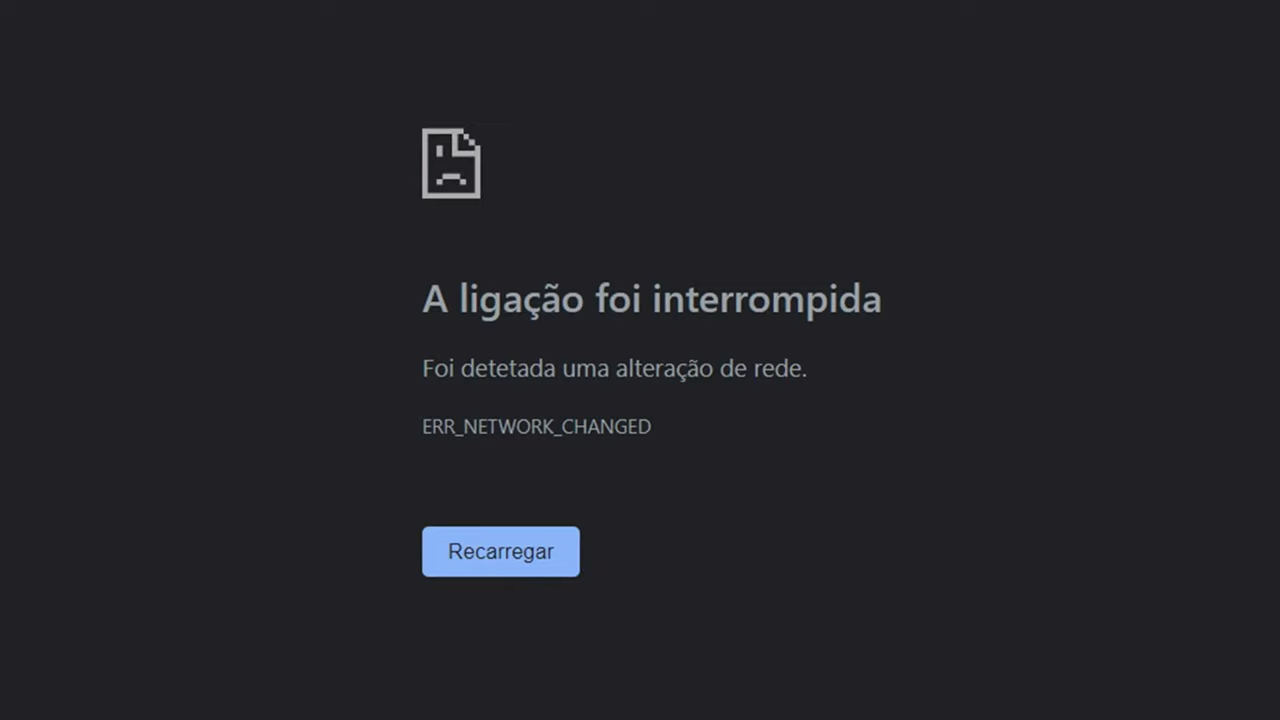 A ligação foi interrompida
Foi detetada uma alteração de rede.
ERR_NETWORK_CHANGED
Recarregar